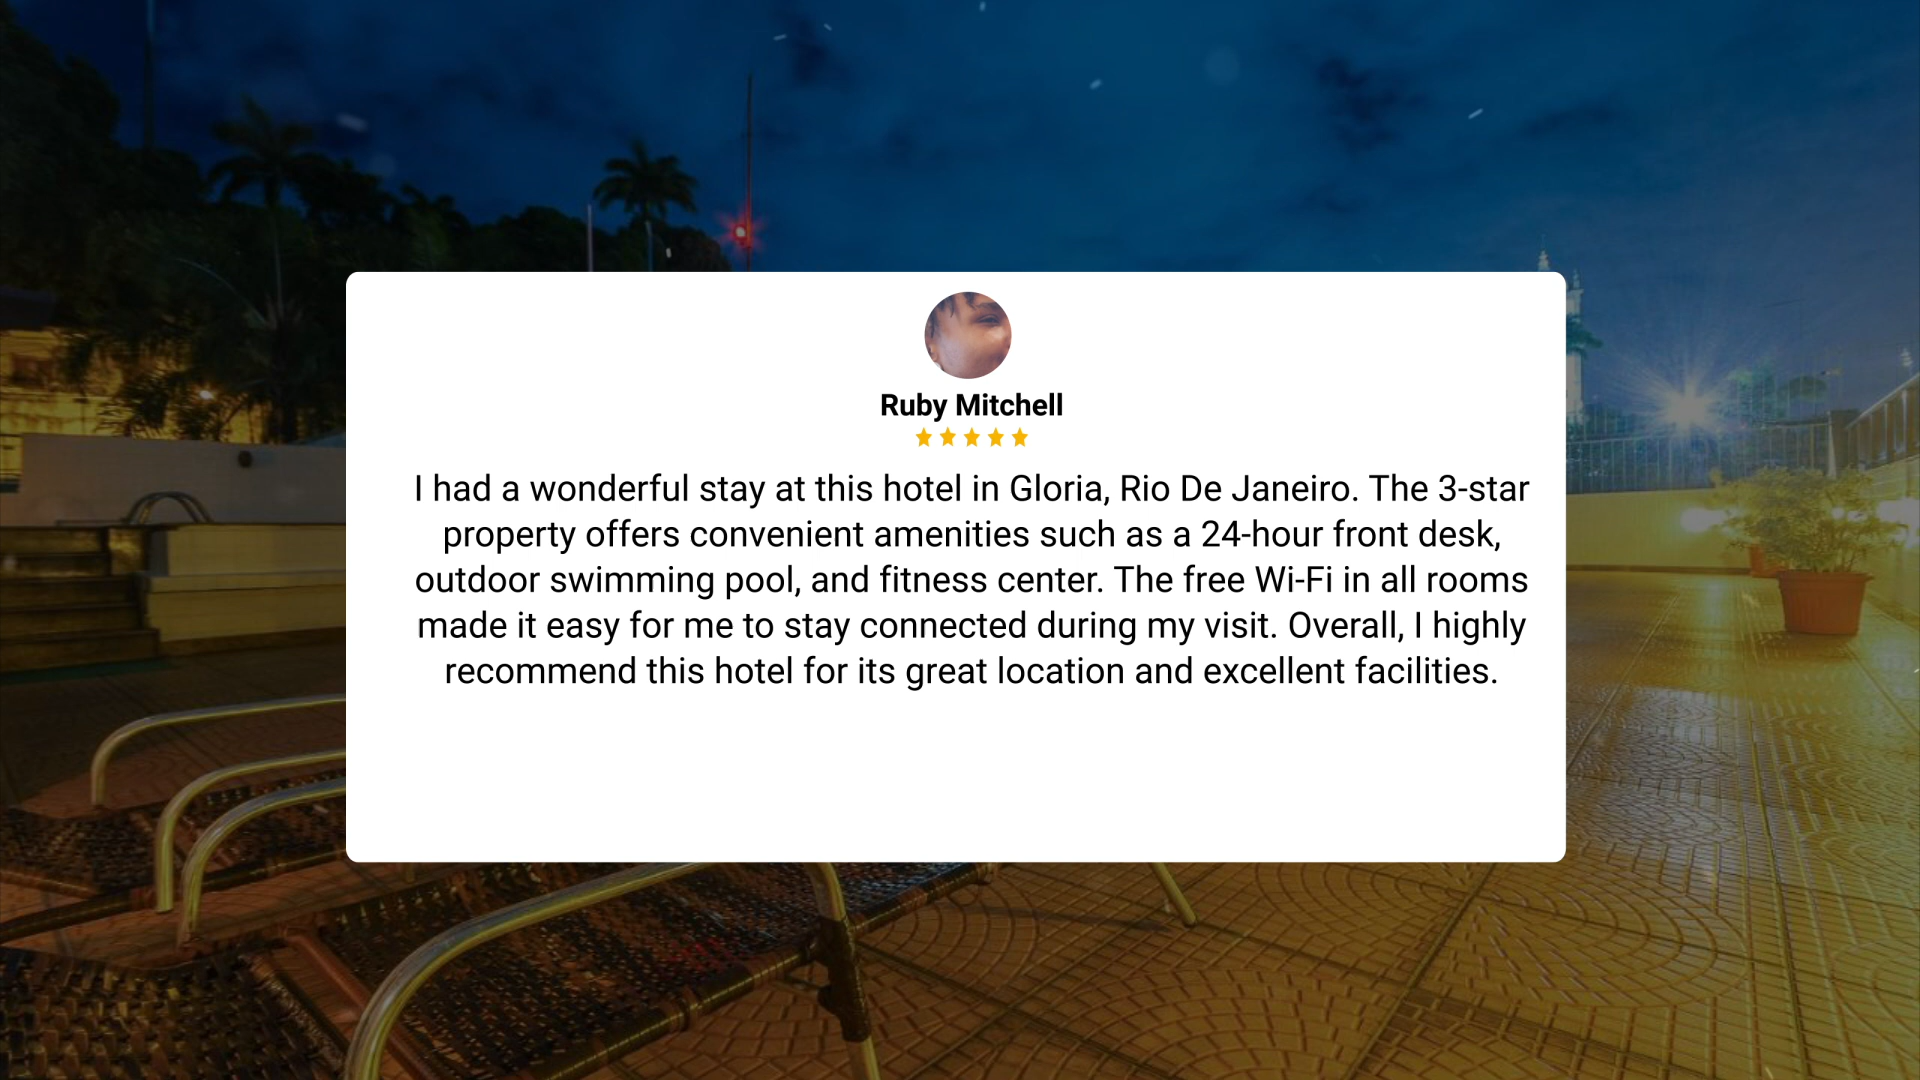 Ruby Mitchell
I had a wonderful stay at this hotel in Gloria, Rio De Janeiro. The 3-star
property offers convenient amenities such as a 24-hour front desk,
outdoor swimming pool, and fitness center. The free Wi-Fi in all rooms
made it easy for me to stay connected during my visit. Overall, I highly
recommend this hotel for its great location and excellent facilities.